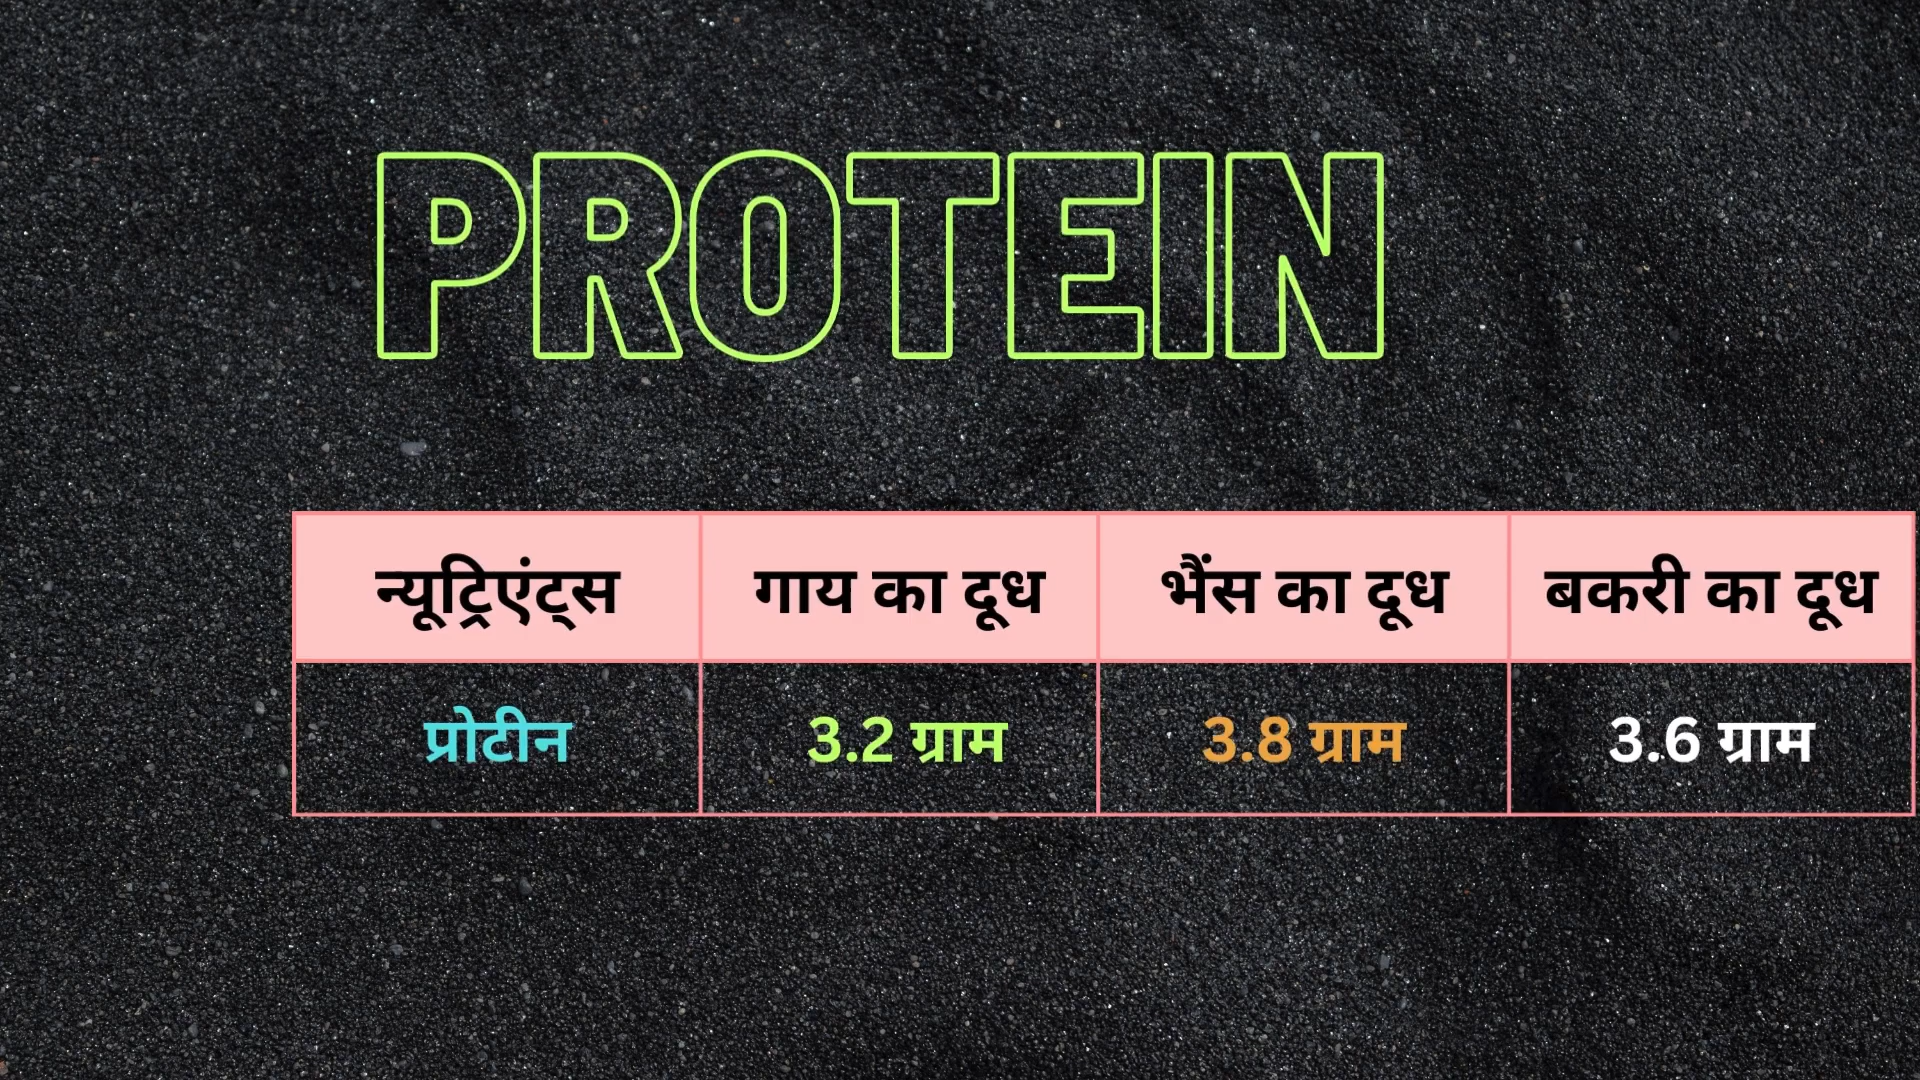 PROTEIN
न्यूट्रिएंट्स गाय का दूध भैंस का दूध बकरी का दूध
प्रोटीन 3.2 ग्राम 3.8 ग्राम 3.6 ग्राम